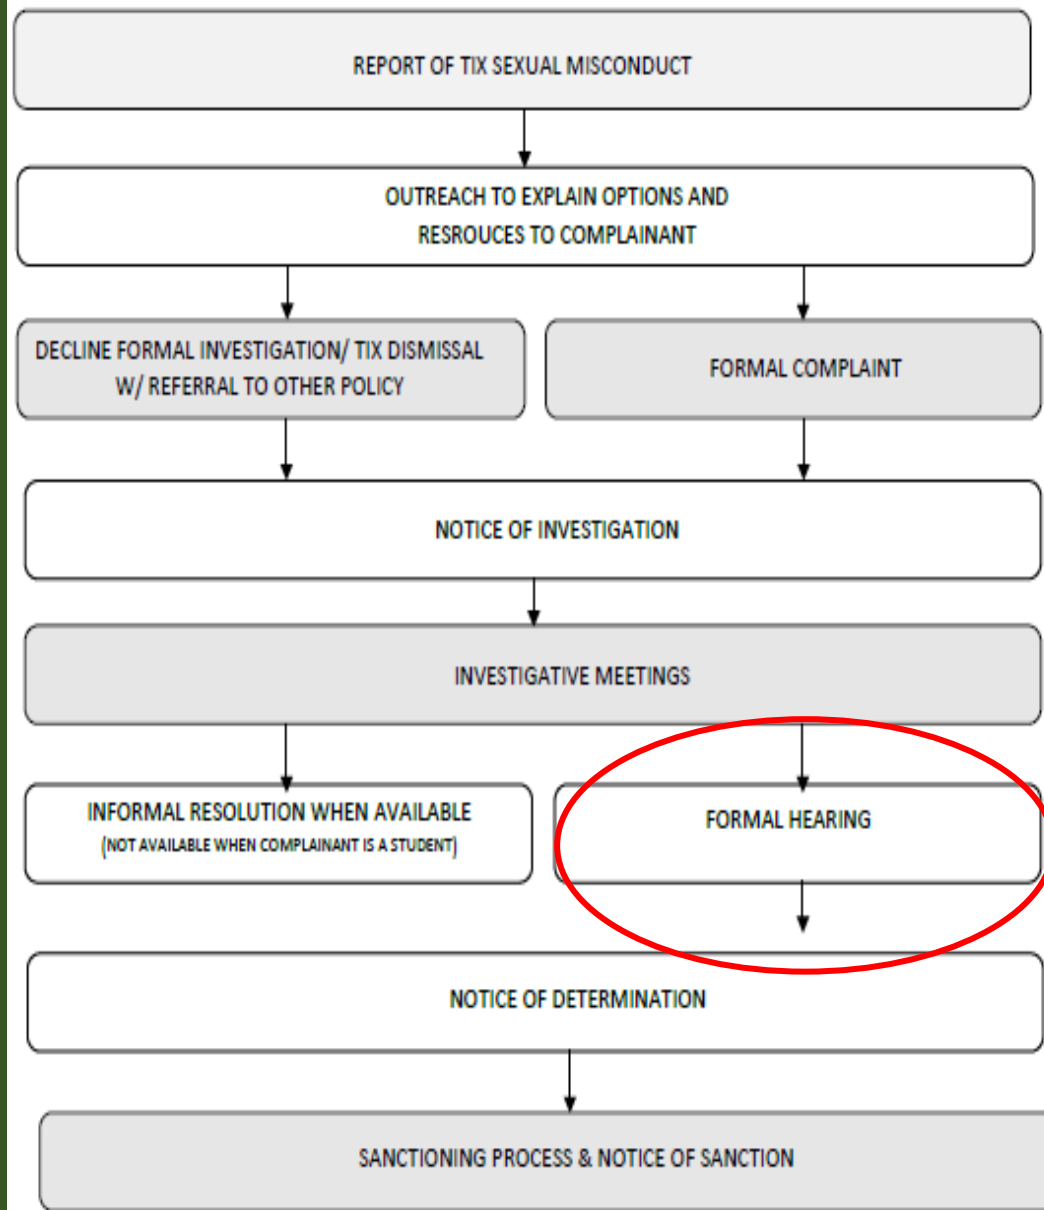 REPORT OF TIX SEXUAL MISCONDUCT
OUTREACH TO EXPLAIN OPTIONS AND
RESROUCES TO COMPLAINANT
DECLINE FORMAL INVESTIGATION/ TIX DISMISSAL
W/ REFERRAL TO OTHER POLICY
FORMAL COMPLAINT
NOTICE OF INVESTIGATION
INVESTIGATIVE MEETINGS
INFORMAL RESOLUTION WHEN AVAILABLE
(NOT AVAILABLE WHEN COMPLAINANT IS A STUDENT)
FORMAL HEARING
NOTICE OF DETERMINATION
SANCTIONING PROCESS & NOTICE OF SANCTION